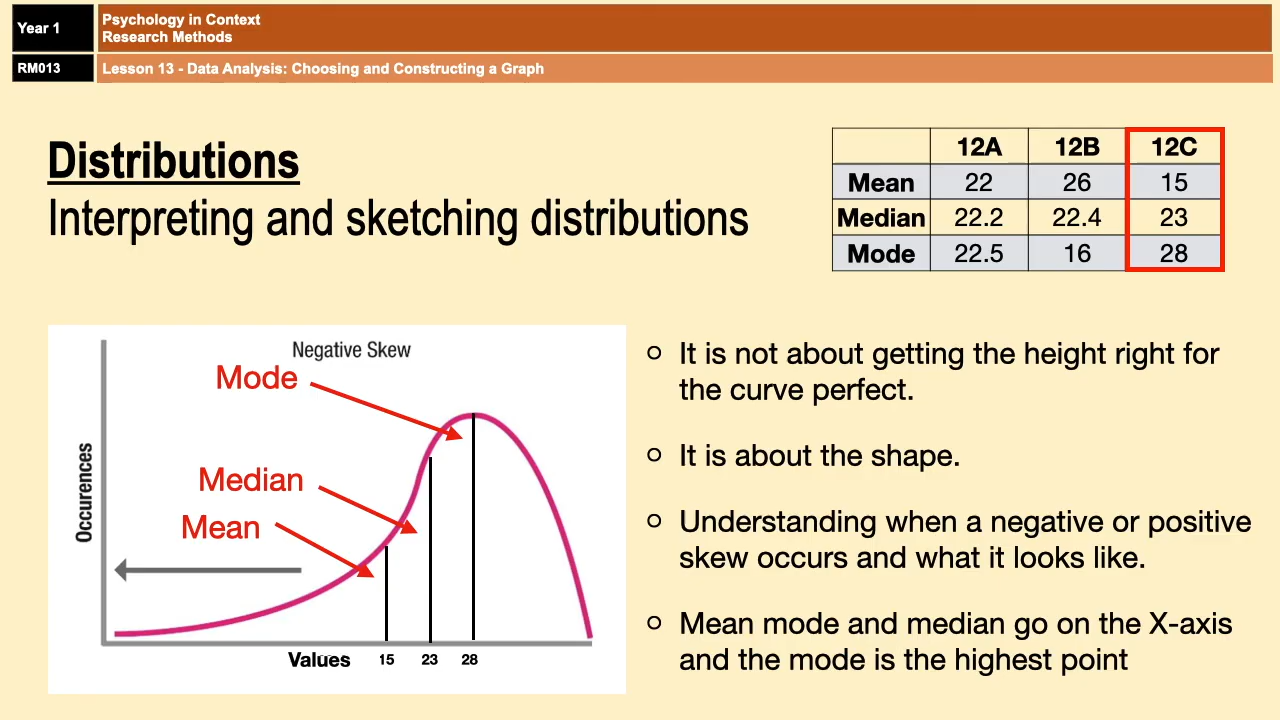 Year 1
Psychology in Context
Research Methods
RM013
Lesson 13 - Data Analysis: Choosing and Constructing a Graph
Distributions
Interpreting and sketching distributions
12A 12B 12C
Mean 22 26 15
Median 22.2 22.4 23
Mode 22.5 16 28
Negative Skew
Mode
Median
Mean
Occurences
Values 15 23 28
It is not about getting the height right for
the curve perfect.
It is about the shape.
Understanding when a negative or positive
skew occurs and what it looks like.
Mean mode and median go on the X-axis
and the mode is the highest point